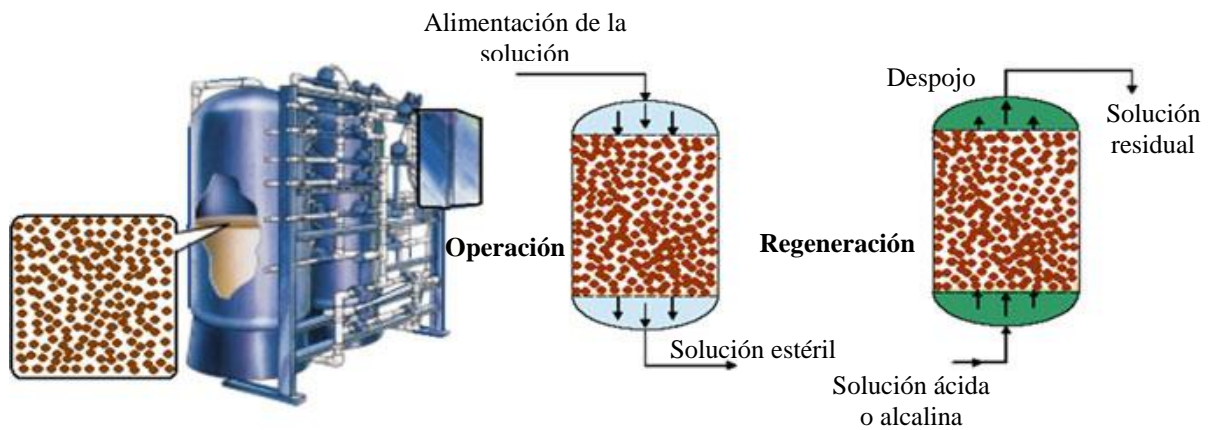 Alimentación de la
solución
Operación
Solución estéril
Despojo
Solución
residual
Regeneración
Solución ácida
o alcalina